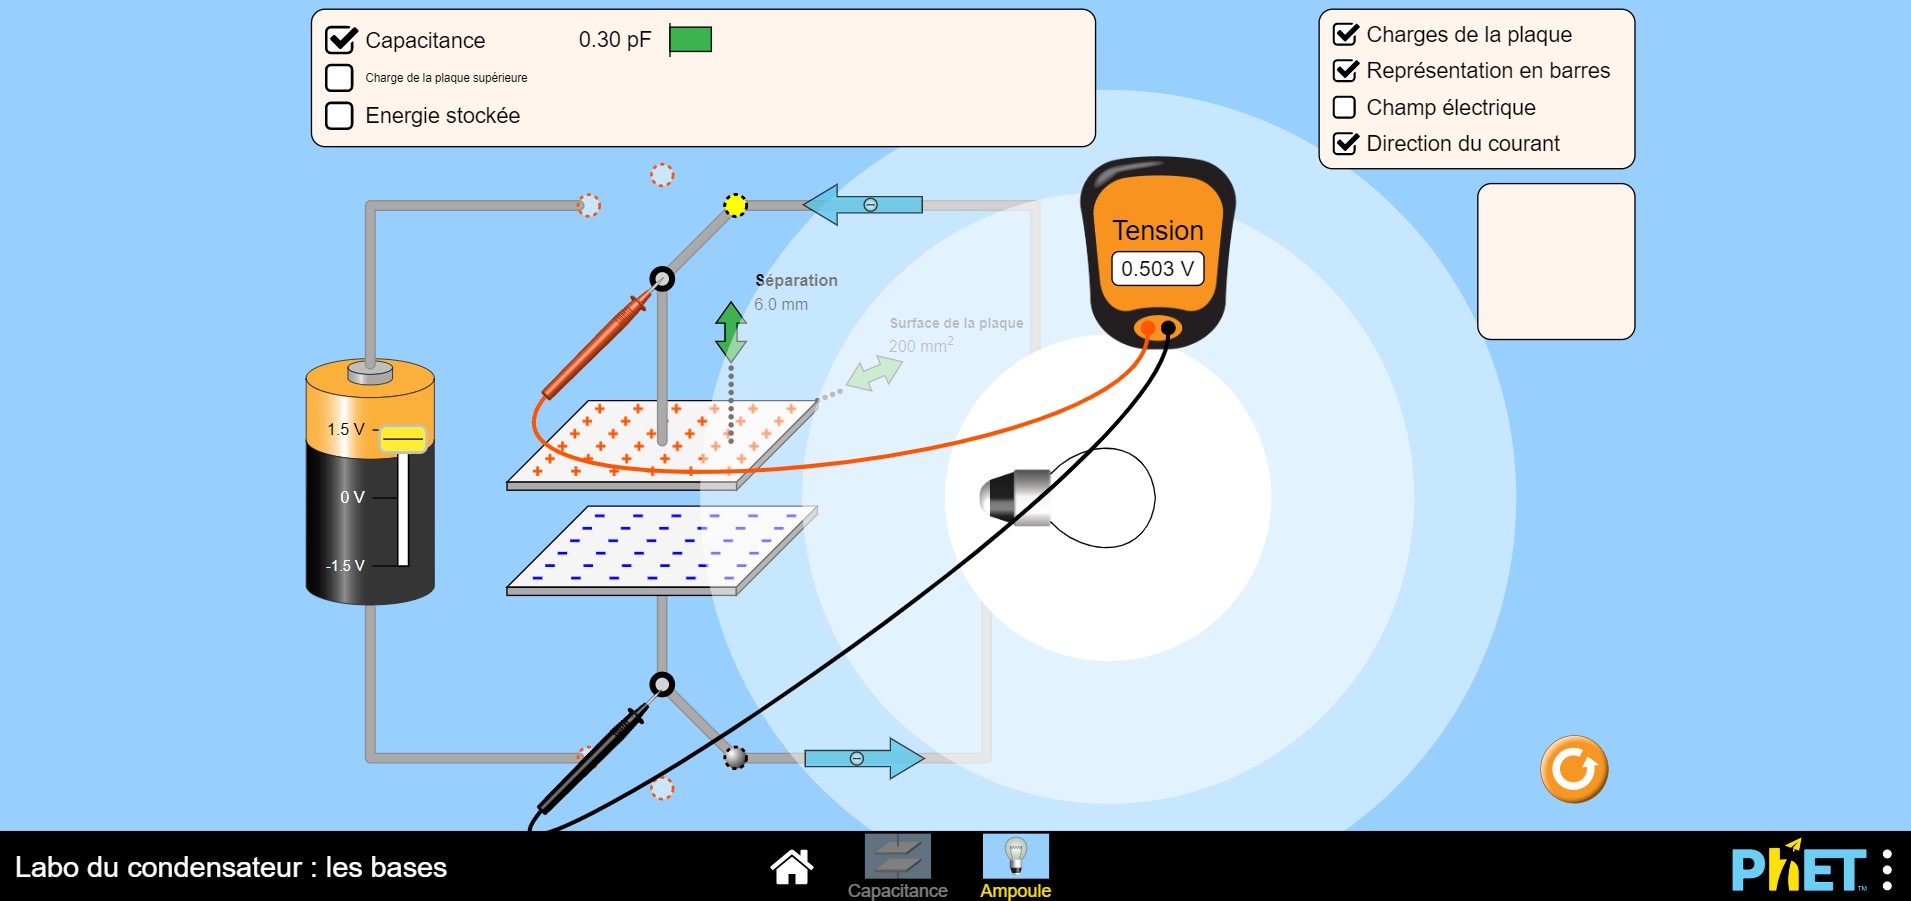 Capacitance 0.30 pF
Charge de la plaque supérieure
Energie stockée
Charges de la plaque
Représentation en barres
Champ électrique
Direction du courant
Tension
0.503 V
Séparation
6.0 mm
Surface de la plaque
200 mm²
1.5 V
0 V
-1.5 V
Labo du condensateur : les bases
Capacitance
Ampoule
PhET